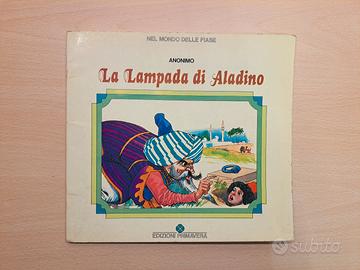 NEL MONDO DELLE FIABE
ANONIMO
La Lampada di Aladino
EDIZIONI PRIMAVERA
subito